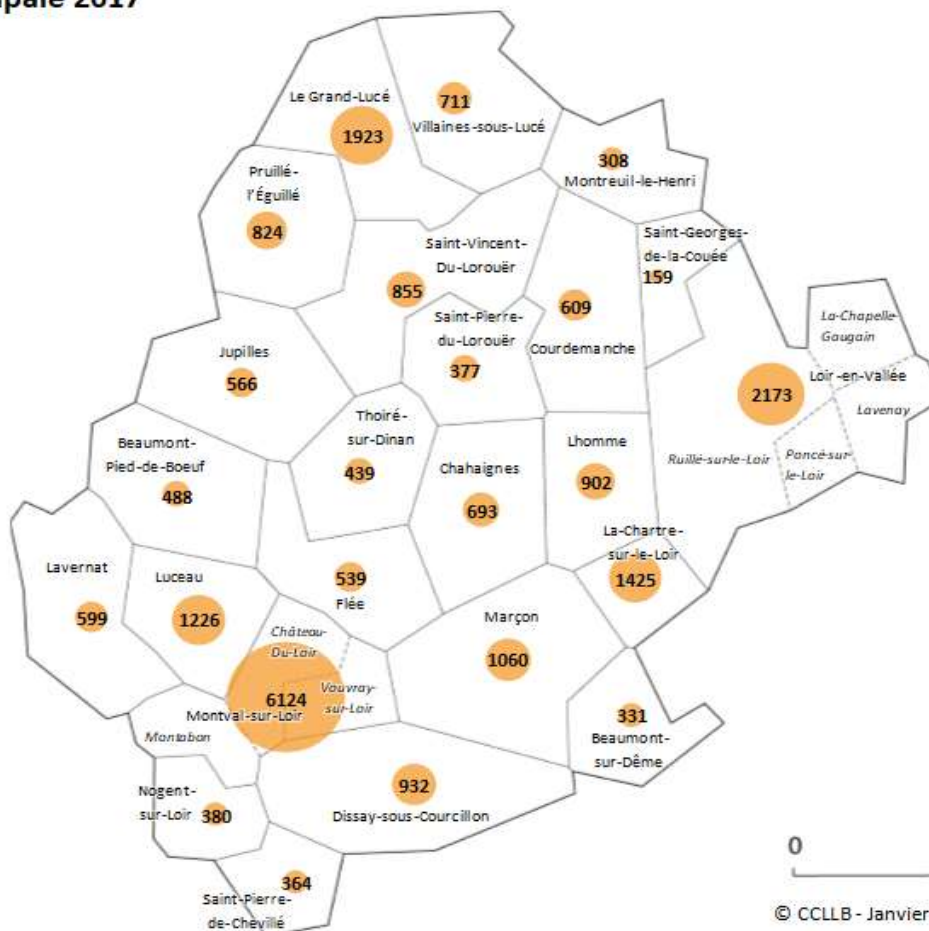 2017
Le Grand-Lucé
1923
711
Villaines-sous-Lucé
308
Montreuil-le-Henri
Pruillé-
l'Éguillé
824
Saint-Vincent-
Du-Lorouër
855
Saint-Georges-
de-la-Couée
159
609
Courdemanche
Saint-Pierre-
du-Lorouër
377
La-Chapelle-
Gaugain
Loir-en-Vallée
2173
Lavenay
Ruillé-sur-le-Loir
Poncé-sur-
le-Loir
Jupilles
566
Thoiré-
sur-Dinan
439
Beaumont-
Pied-de-Boeuf
488
Chahaignes
693
Lhomme
902
La-Chartre-
sur-le-Loir
1425
Lavernat
599
Luceau
1226
539
Flée
Marçon
1060
Château-
Du-Loir
6124
Vouvray-
sur-Loir
Montval-sur-Loir
Montabon
331
Beaumont-
sur-Dême
Nogent-
sur-Loir
380
932
Dissay-sous-Courcillon
364
Saint-Pierre-
de-Chevillé
0
© CCLLB - Janvier